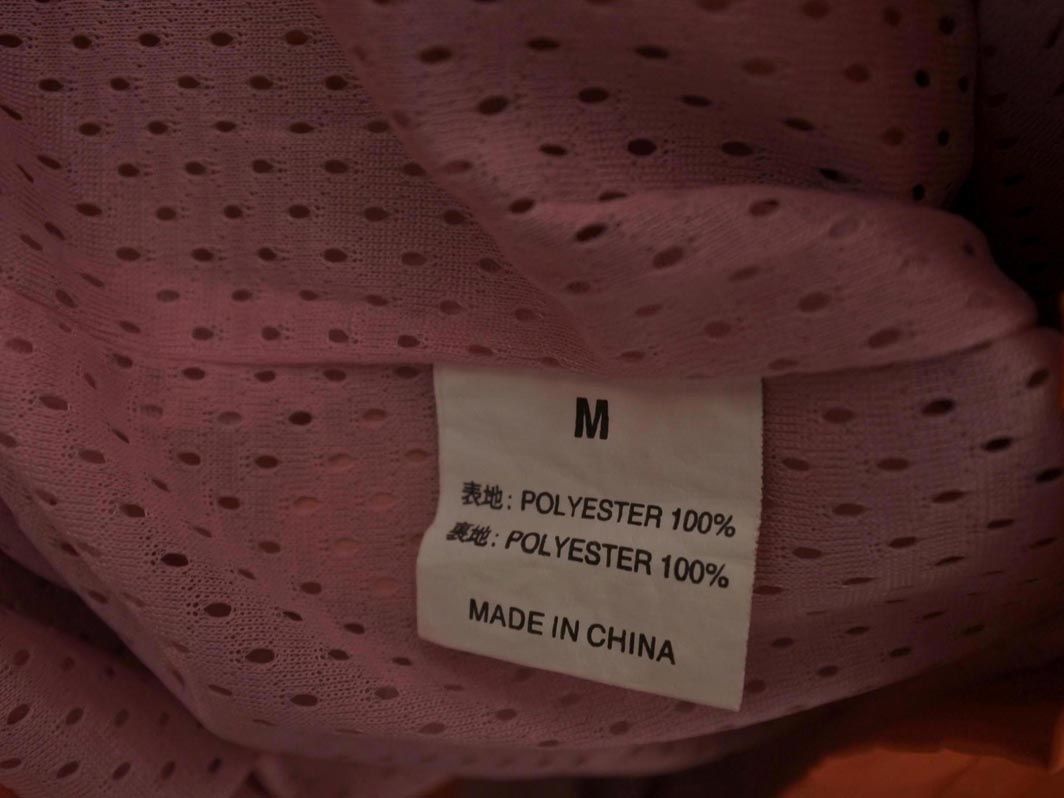 M
表地: POLYESTER 100%
裏地: POLYESTER 100%
MADE IN CHINA